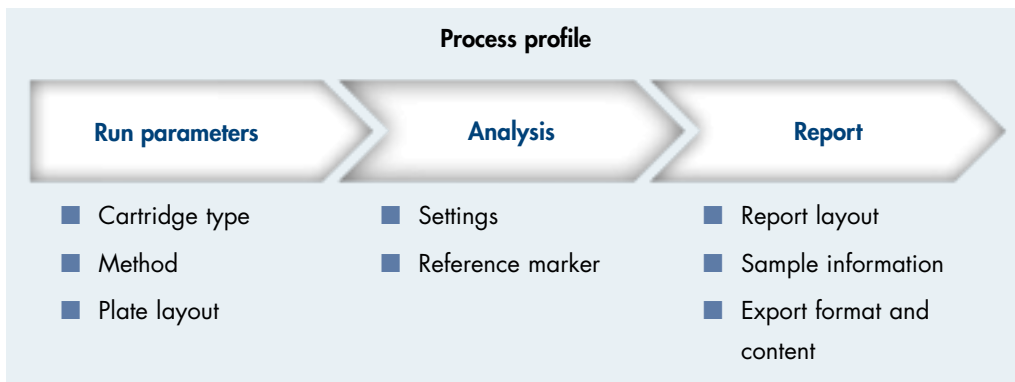 Process profile
Run parameters
Analysis
Report
Cartridge type
Method
Plate layout
Settings
Reference marker
Report layout
Sample information
Export format and
content